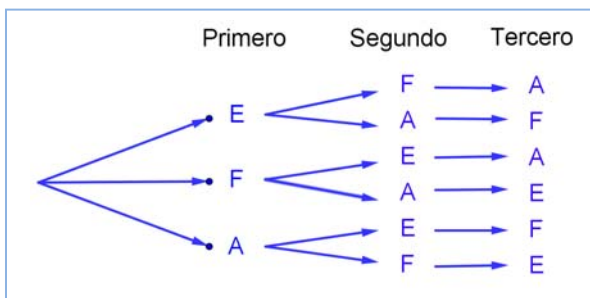 Primero Segundo Tercero
F A
E
A F
E A
F
A E
E F
A
F E